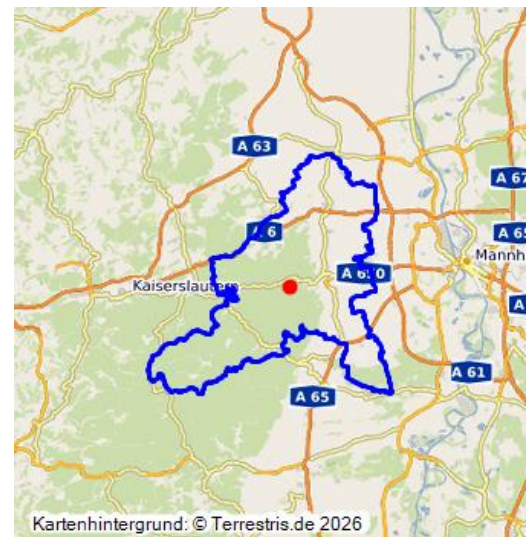 A 63
A 67
A 6
A 65
Mannh
Kaiserslautern
A 650
A
A 61
A 65
Kartenhintergrund: © Terrestris.de 2026